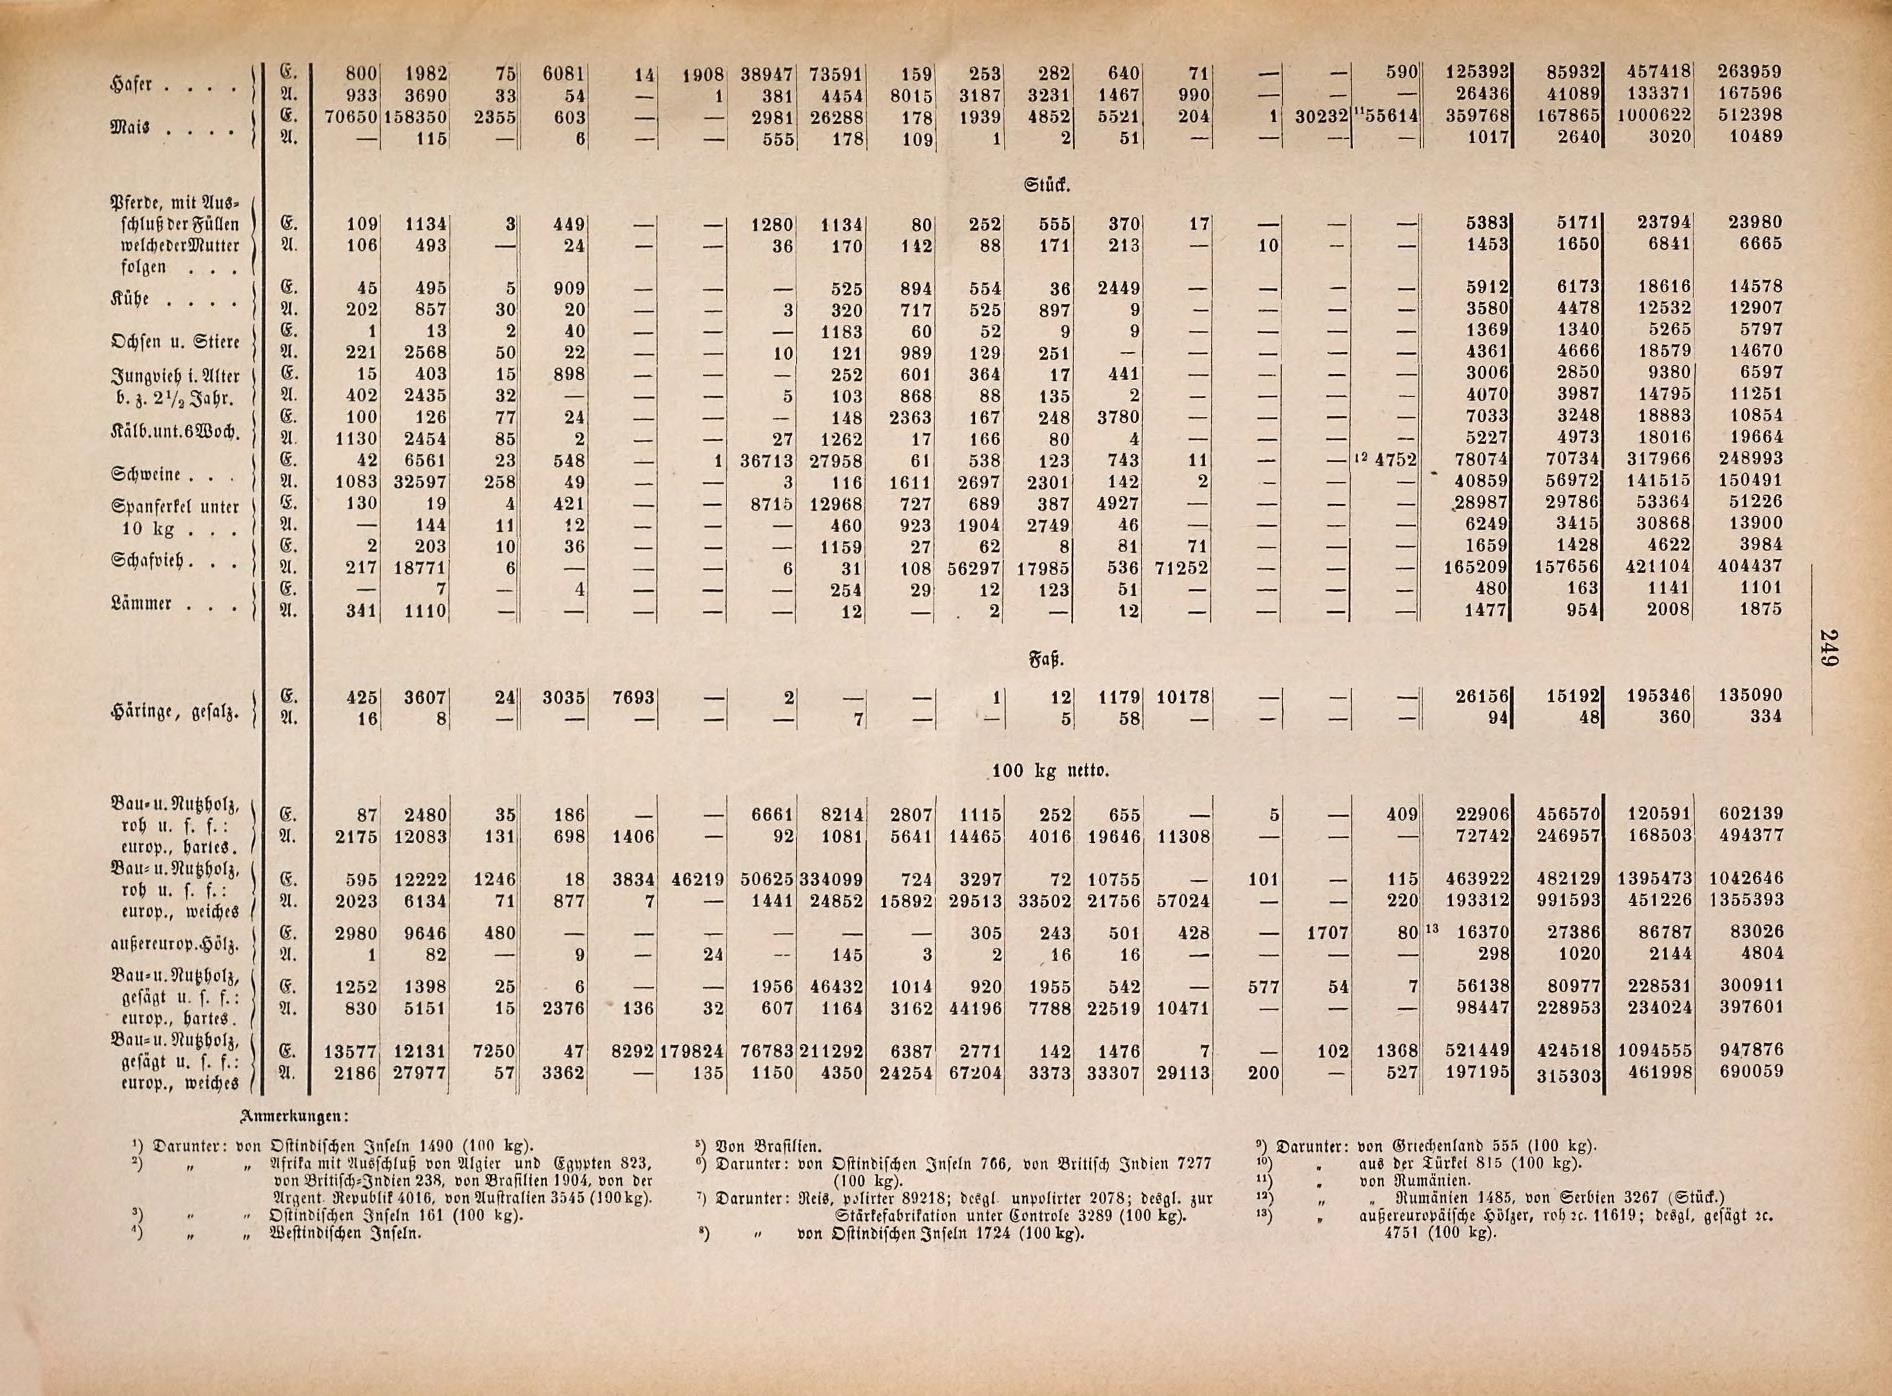 Hafer . . . . E. 800 1982 75 6081 14 1908 38947 73591 159 253 282 640 71 — — 590 125393 85932 457418 263959
A. 933 3690 33 54 — 1 381 4454 8015 3187 3231 1467 990 — — — 26436 41089 133371 167596
Mais . . . . E. 70650 158350 2355 603 — — 2981 26288 178 1939 4852 5521 204 1 30232 ¹¹55614 359768 167865 1000622 512398
A. — 115 — 6 — — 555 178 109 1 2 51 — — — — 1017 2640 3020 10489
Stück.
Pferde, mit Aus-
schluß der Füllen E. 109 1134 3 449 — — 1280 1134 80 252 555 370 17 — — — 5383 5171 23794 23980
welche der Mutter A. 106 493 — 24 — — 36 170 142 88 171 213 — 10 — — 1453 1650 6841 6665
folgen . . .
Kühe . . . . E. 45 495 5 909 — — — 525 894 554 36 2449 — — — — 5912 6173 18616 14578
A. 202 857 30 20 — — 3 320 717 525 897 9 — — — — 3580 4478 12532 12907
Ochsen u. Stiere E. 1 13 2 40 — — — 1183 60 52 9 9 — — — — 1369 1340 5265 5797
A. 221 2568 50 22 — — 10 121 989 129 251 — — — — — 4361 4666 18579 14670
Jungvieh i. Alter E. 15 403 15 898 — — — 252 601 364 17 441 — — — — 3006 2850 9380 6597
b. z. 2½ Jahr. A. 402 2435 32 — — — 5 103 868 88 135 2 — — — — 4070 3987 14795 11251
Kälb. unt. 6 Woch. E. 100 126 77 24 — — — 148 2363 167 248 3780 — — — — 7033 3248 18883 10854
A. 1130 2454 85 2 — — 27 1262 17 166 80 4 — — — — 5227 4973 18016 19664
Schweine . . . E. 42 6561 23 548 — 1 36713 27958 61 538 123 743 11 — — ¹² 4752 78074 70734 317966 248993
A. 1083 32597 258 49 — — 3 116 1611 2697 2301 142 2 — — — 40859 56972 141515 150491
Spanferkel unter E. 130 19 4 421 — — 8715 12968 727 689 387 4927 — — — — 28987 29786 53364 51226
10 kg . . . A. — 144 11 12 — — — 460 923 1904 2749 46 — — — — 6249 3415 30868 13900
Schafvieh . . . E. 2 203 10 36 — — — 1159 27 62 8 81 71 — — — 1659 1428 4622 3984
A. 217 18771 6 — — — 6 31 108 56297 17985 536 71252 — — — 165209 157656 421104 404437
Lämmer . . . E. — 7 — 4 — — — 254 29 12 123 51 — — — — 480 163 1141 1101
A. 341 1110 — — — — — 12 — 2 — 12 — — — — 1477 954 2008 1875
249
Faß.
Häringe, gesalz. E. 425 3607 24 3035 7693 — 2 — — 1 12 1179 10178 — — — 26156 15192 195346 135090
A. 16 8 — — — — — 7 — — 5 58 — — — — 94 48 360 334
100 kg netto.
Bau- u. Nutzholz,
roh u. s. f.: E. 87 2480 35 186 — — 6661 8214 2807 1115 252 655 — 5 — 409 22906 456570 120591 602139
europ., hartes. A. 2175 12083 131 698 1406 — 92 1081 5641 14465 4016 19646 11308 — — — 72742 246957 168503 494377
Bau- u. Nutzholz,
roh u. s. f.: E. 595 12222 1246 18 3834 46219 50625 334099 724 3297 72 10755 — 101 — 115 463922 482129 1395473 1042646
europ., weiches A. 2023 6134 71 877 7 — 1441 24852 15892 29513 33502 21756 57024 — — 220 193312 991593 451226 1355393
außereurop. Hölz. E. 2980 9646 480 — — — — — — 305 243 501 428 — 1707 80 ¹³ 16370 27386 86787 83026
A. 1 82 — 9 — 24 — 145 3 2 16 16 — — — — 298 1020 2144 4804
Bau- u. Nutzholz,
gesägt u. s. f.: E. 1252 1398 25 6 — — 1956 46432 1014 920 1955 542 — 577 54 7 56138 80977 228531 300911
europ., hartes . A. 830 5151 15 2376 136 32 607 1164 3162 44196 7788 22519 10471 — — — 98447 228953 234024 397601
Bau- u. Nutzholz,
gesägt u. s. f.: E. 13577 12131 7250 47 8292 179824 76783 211292 6387 2771 142 1476 7 — 102 1368 521449 424518 1094555 947876
europ., weiches A. 2186 27977 57 3362 — 135 1150 4350 24254 67204 3373 33307 29113 200 — 527 197195 315303 461998 690059
Anmerkungen:
¹) Darunter: von Ostindischen Inseln 1490 (100 kg).
²) „ „ Afrika mit Ausschluß von Algier und Egypten 823,
von Britisch-Indien 238, von Brasilien 1904, von der
Argent. Republik 4016, von Australien 3545 (100 kg).
³) „ „ Ostindischen Inseln 161 (100 kg).
⁴) „ „ Westindischen Inseln.
⁵) Von Brasilien.
⁶) Darunter: von Ostindischen Inseln 766, von Britisch Indien 7277
(100 kg).
⁷) Darunter: Reis, polirter 89218; desgl. unpolirter 2078; desgl. zur
Stärkefabrikation unter Controle 3289 (100 kg).
⁸) „ von Ostindischen Inseln 1724 (100 kg).
⁹) Darunter: von Griechenland 555 (100 kg).
¹⁰) „ aus der Türkei 815 (100 kg).
¹¹) „ von Rumänien.
¹²) „ „ Rumänien 1485, von Serbien 3267 (Stück.)
¹³) „ außereuropäische Hölzer, roh ꝛc. 11619; desgl, gesägt ꝛc.
4751 (100 kg).